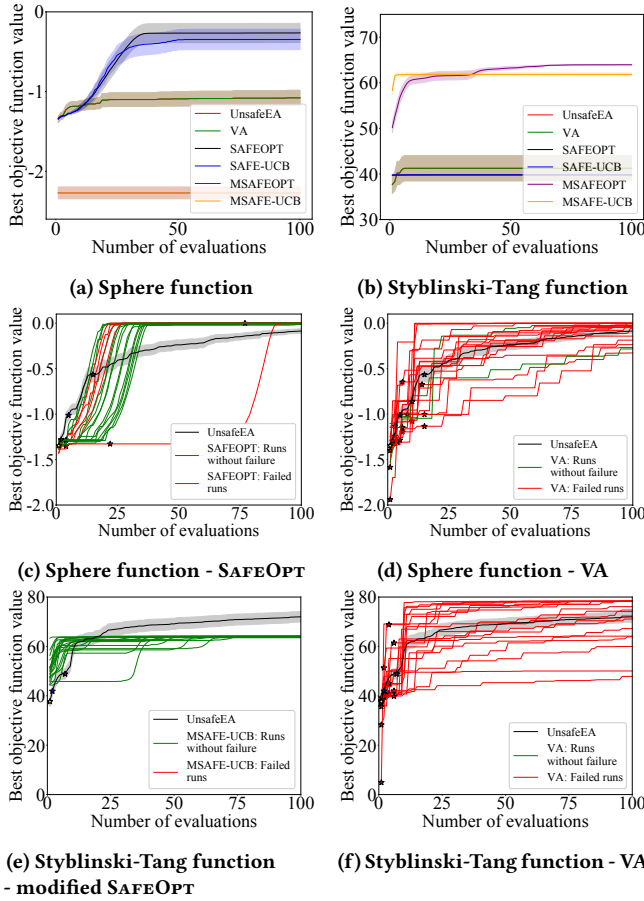 Best objective function value
0
-1
-2
0
25
50
75
100
Number of evaluations
UnsafeEA
VA
SAFEOPT
SAFE-UCB
MSAFEOPT
MSAFE-UCB
(a) Sphere function
Best objective function value
70
60
50
40
30
0
25
50
75
100
Number of evaluations
UnsafeEA
VA
SAFEOPT
SAFE-UCB
MSAFEOPT
MSAFE-UCB
(b) Styblinski-Tang function
Best objective function value
0.0
-0.5
-1.0
-1.5
-2.0
0
25
50
75
100
Number of evaluations
UnsafeEA
SAFEOPT: Runs
without failure
SAFEOPT: Failed
runs
(c) Sphere function - SAFEOPT
Best objective function value
0.0
-0.5
-1.0
-1.5
-2.0
0
25
50
75
100
Number of evaluations
UnsafeEA
VA: Runs
without failure
VA: Failed runs
(d) Sphere function - VA
Best objective function value
80
60
40
20
0
0
25
50
75
100
Number of evaluations
UnsafeEA
MSAFE-UCB: Runs
without failure
MSAFE-UCB: Failed
runs
(e) Styblinski-Tang function
- modified SAFEOPT
Best objective function value
80
60
40
20
0
0
25
50
75
100
Number of evaluations
UnsafeEA
VA: Runs
without failure
VA: Failed runs
(f) Styblinski-Tang function - VA